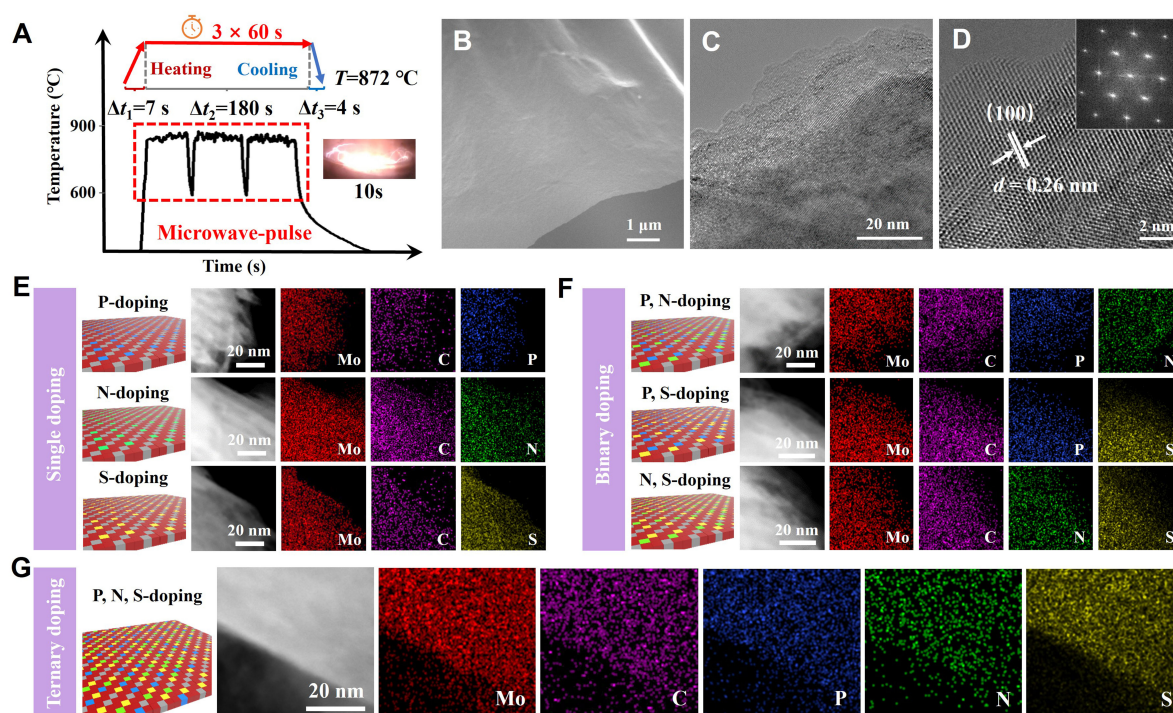 A
3 × 60 s
Heating
Cooling
T=872 °C
Δt1=7 s
Δt2=180 s
Δt3=4 s
Temperature (°C)
900
600
10s
Microwave-pulse
Time (s)
B
1 μm
C
20 nm
D
(100)
d = 0.26 nm
2 nm
E
Single doping
P-doping
20 nm
Mo
C
P
N-doping
20 nm
Mo
C
N
S-doping
20 nm
Mo
C
S
F
Binary doping
P, N-doping
20 nm
Mo
C
P
N
P, S-doping
20 nm
Mo
C
P
S
N, S-doping
20 nm
Mo
C
N
S
G
Ternary doping
P, N, S-doping
20 nm
Mo
C
P
N
S